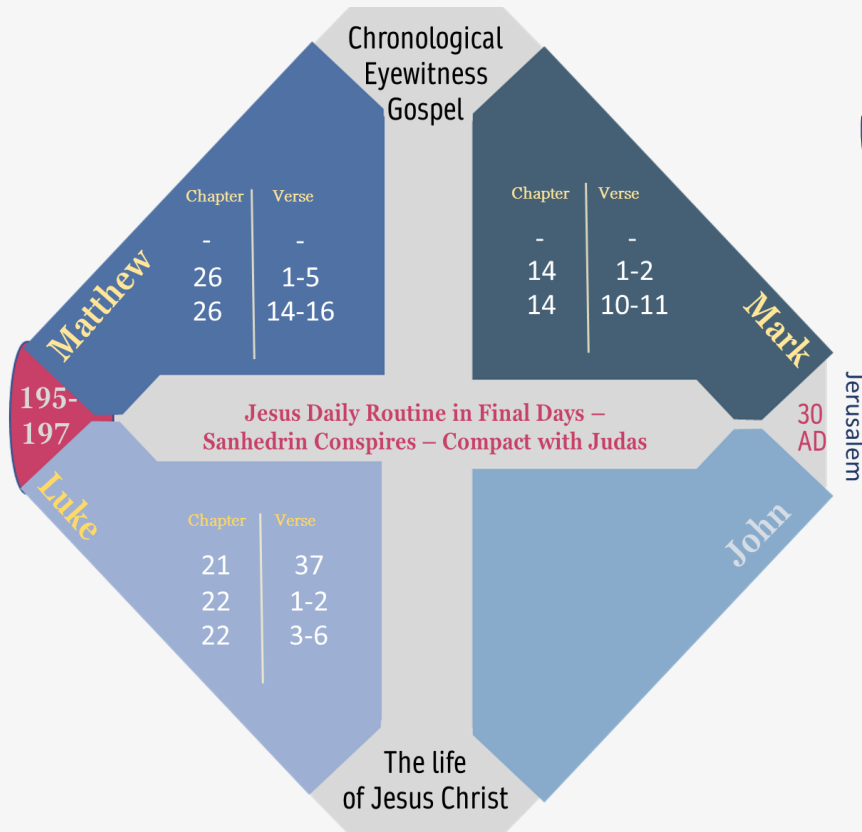 Chronological
Eyewitness
Gospel
Matthew
Chapter Verse
- -
26 1-5
26 14-16
Mark
Chapter Verse
- -
14 1-2
14 10-11
195-
197
Jesus Daily Routine in Final Days –
Sanhedrin Conspires – Compact with Judas
30
AD
Jerusalem
Luke
Chapter Verse
21 37
22 1-2
22 3-6
John
The life
of Jesus Christ